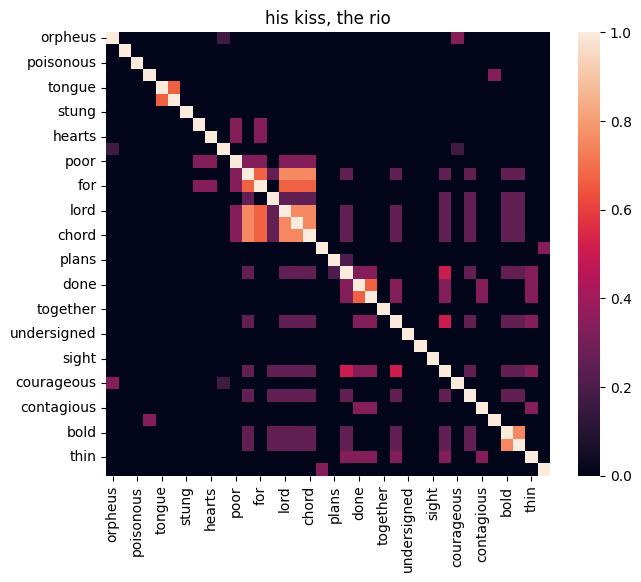 his kiss, the rio
orpheus
poisonous
tongue
stung
hearts
poor
for
lord
chord
plans
done
together
undersigned
sight
courageous
contagious
bold
thin
1.0
0.8
0.6
0.4
0.2
0.0
orpheus
poisonous
tongue
stung
hearts
poor
for
lord
chord
plans
done
together
undersigned
sight
courageous
contagious
bold
thin